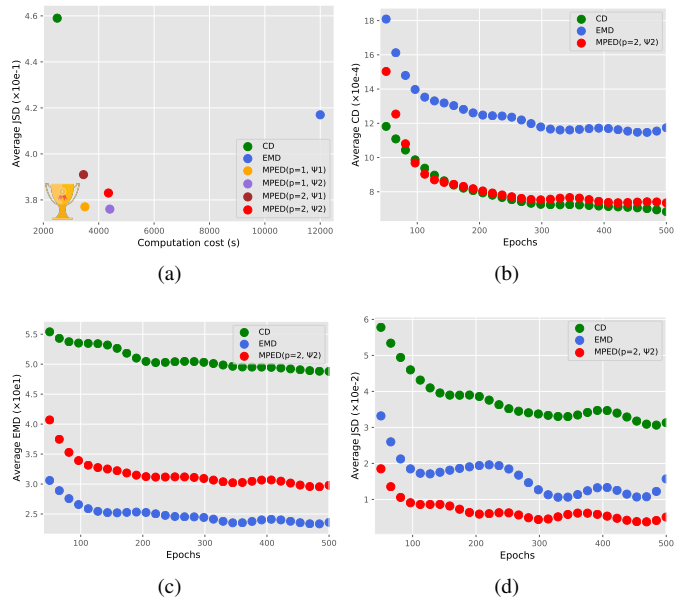 4.6
4.4
4.2
4.0
3.8
Average JSD (×10e-1)
CD
EMD
MPED(p=1, Ψ1)
MPED(p=1, Ψ2)
MPED(p=2, Ψ1)
MPED(p=2, Ψ2)
2000 4000 6000 8000 10000 12000
Computation cost (s)
(a)
18
16
14
12
10
8
Average CD (×10e-4)
CD
EMD
MPED(p=2, Ψ2)
100 200 300 400 500
Epochs
(b)
5.5
5.0
4.5
4.0
3.5
3.0
2.5
Average EMD (×10e1)
CD
EMD
MPED(p=2, Ψ2)
100 200 300 400 500
Epochs
(c)
6
5
4
3
2
1
Average JSD (×10e-2)
CD
EMD
MPED(p=2, Ψ2)
100 200 300 400 500
Epochs
(d)